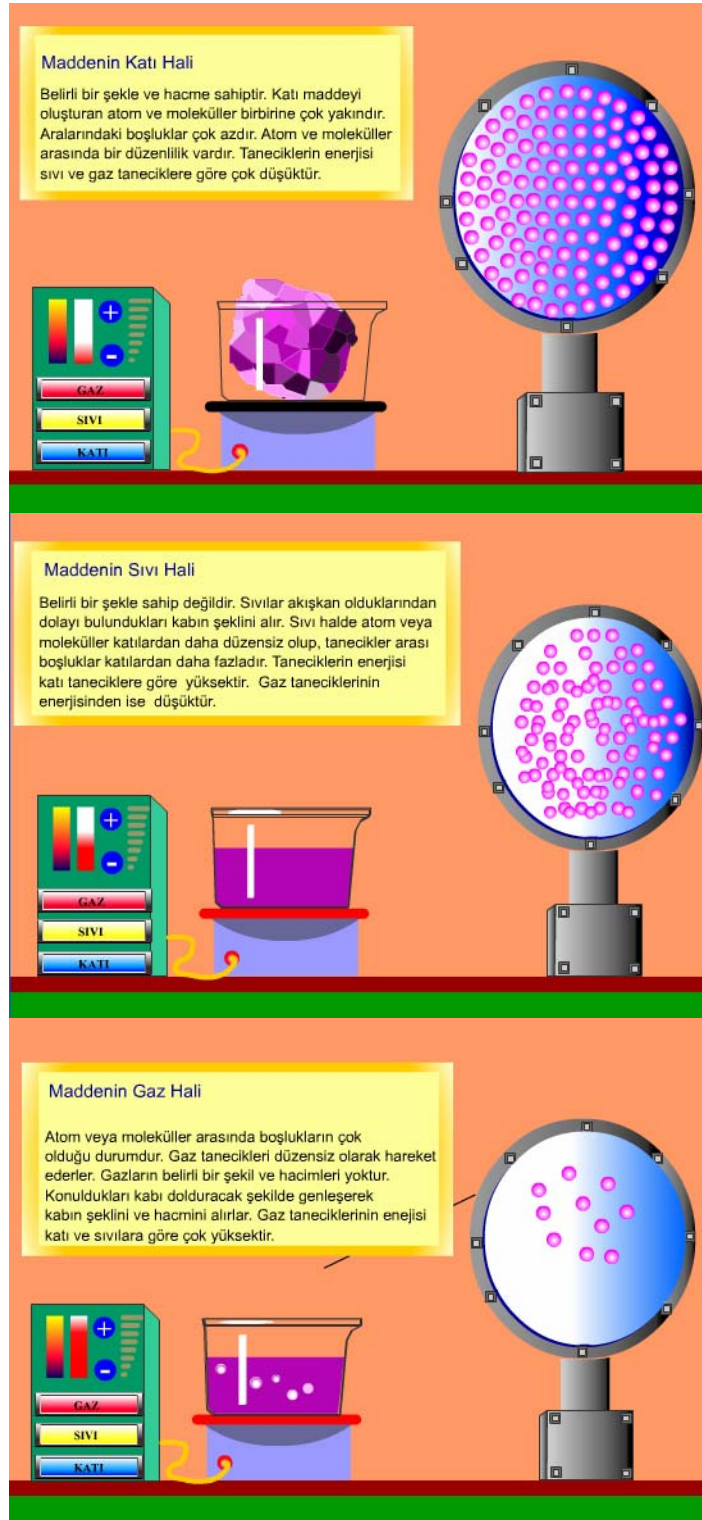 Maddenin Katı Hali
Belirli bir şekle ve hacme sahiptir. Katı maddeyi
oluşturan atom ve moleküller birbirine çok yakındır.
Aralarındaki boşluklar çok azdır. Atom ve moleküller
arasında bir düzenlilik vardır. Taneciklerin enerjisi
sıvı ve gaz taneciklere göre çok düşüktür.
+
-
GAZ
SIVI
KATI
Maddenin Sıvı Hali
Belirli bir şekle sahip değildir. Sıvılar akışkan olduklarından
dolayı bulundukları kabın şeklini alır. Sıvı halde atom veya
moleküller katılardan daha düzensiz olup, tanecikler arası
boşluklar katılardan daha fazladır. Taneciklerin enerjisi
katı taneciklere göre yüksektir. Gaz taneciklerinin
enerjisinden ise düşüktür.
+
-
GAZ
SIVI
KATI
Maddenin Gaz Hali
Atom veya moleküller arasında boşlukların çok
olduğu durumdur. Gaz tanecikleri düzensiz olarak hareket
ederler. Gazların belirli bir şekil ve hacimleri yoktur.
Konuldukları kabı dolduracak şekilde genleşerek
kabın şeklini ve hacmini alırlar. Gaz taneciklerinin enejisi
katı ve sıvılara göre çok yüksektir.
+
-
GAZ
SIVI
KATI